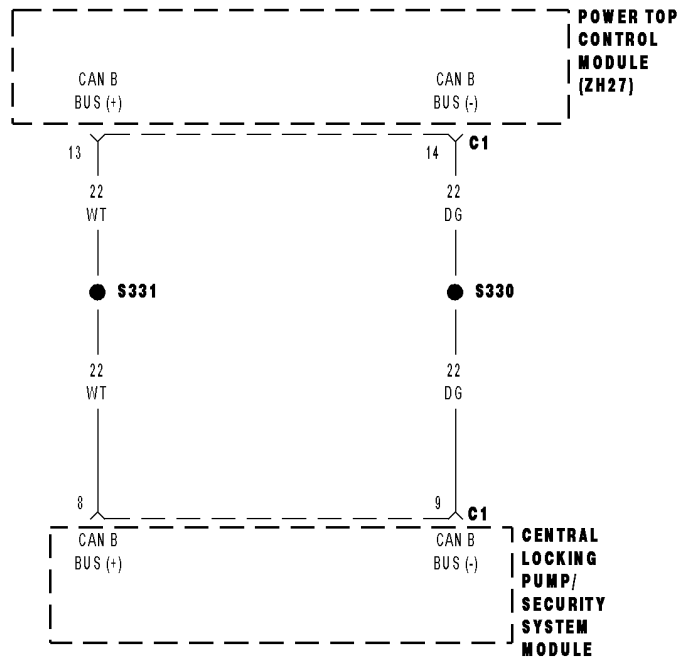 POWER TOP
CONTROL
MODULE
(ZH27)
CAN B
BUS (+)
CAN B
BUS (-)
13
14
C1
22
WT
22
DG
S331
S330
22
WT
22
DG
8
9
C1
CAN B
BUS (+)
CAN B
BUS (-)
CENTRAL
LOCKING
PUMP/
SECURITY
SYSTEM
MODULE